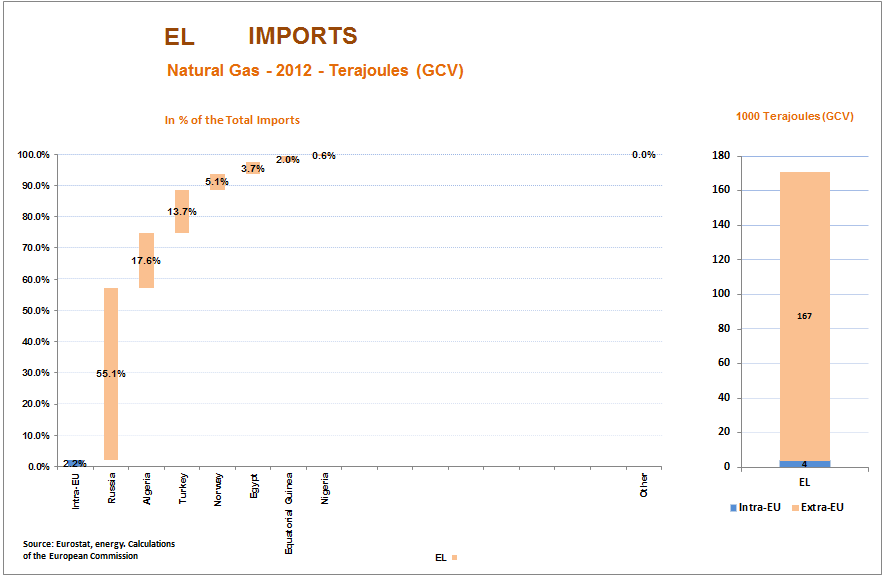 EL IMPORTS
Natural Gas - 2012 - Terajoules (GCV)
In % of the Total Imports
100.0%
90.0%
80.0%
70.0%
60.0%
50.0%
40.0%
30.0%
20.0%
10.0%
0.0%
2.2%
55.1%
17.6%
13.7%
5.1%
3.7%
2.0%
0.6%
0.0%
Intra-EU
Russia
Algeria
Turkey
Norway
Egypt
Equatorial Guinea
Nigeria
Other
EL
Source: Eurostat, energy. Calculations
of the European Commission
1000 Terajoules (GCV)
180
160
140
120
100
80
60
40
20
0
167
4
EL
Intra-EU Extra-EU